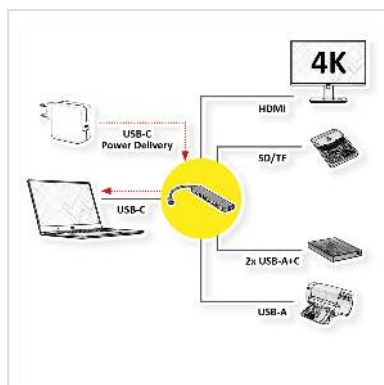 4K
HDMI
USB-C
Power Delivery
SD/TF
USB-C
2x USB-A+C
USB-A